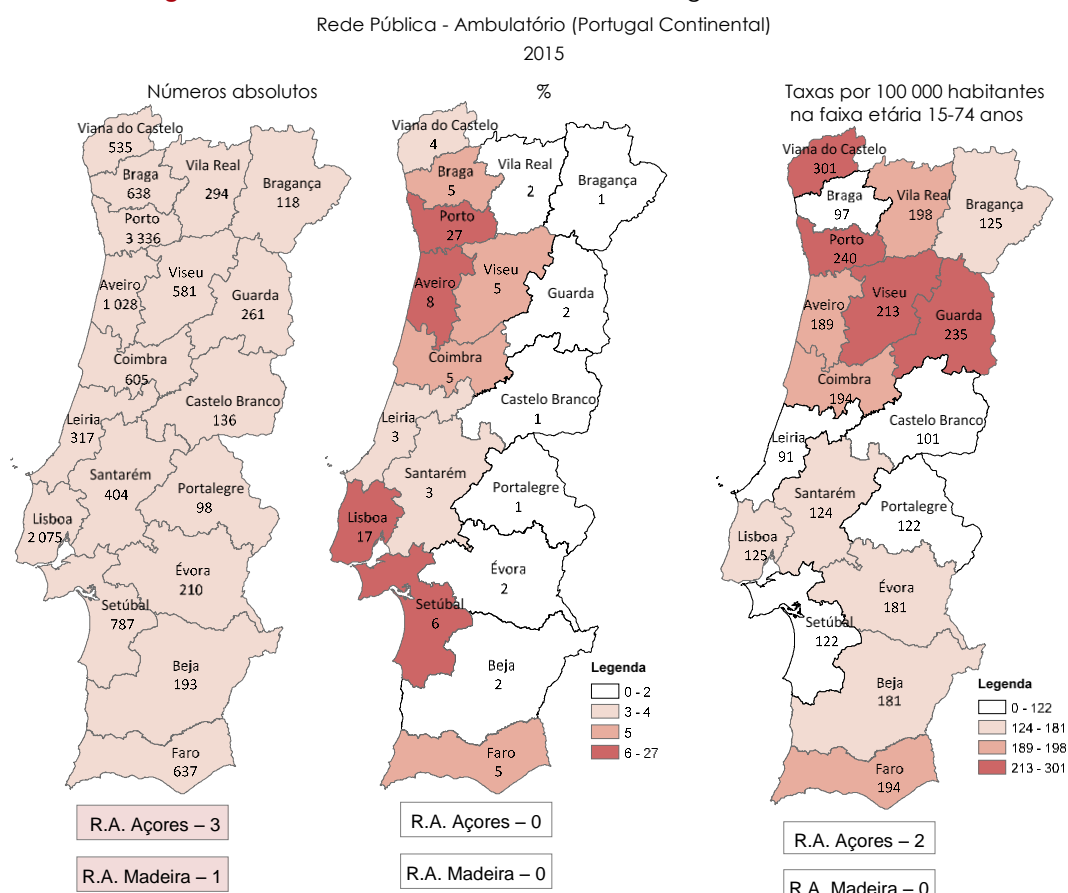 Rede Pública - Ambulatório (Portugal Continental)
2015
Números absolutos
Viana do Castelo
535
Braga
638
Vila Real
294
Bragança
118
Porto
3 336
Aveiro
1 028
Viseu
581
Guarda
261
Coimbra
605
Castelo Branco
136
Leiria
317
Santarém
404
Portalegre
98
Lisboa
2 075
Évora
210
Setúbal
787
Beja
193
Faro
637
R.A. Açores – 3
R.A. Madeira – 1
%
Viana do Castelo
4
Braga
5
Vila Real
2
Bragança
1
Porto
27
Aveiro
8
Viseu
5
Guarda
2
Coimbra
5
Castelo Branco
1
Leiria
3
Santarém
3
Portalegre
1
Lisboa
17
Évora
2
Setúbal
6
Beja
2
Faro
5
Legenda
0 - 2
3 - 4
5
6 - 27
R.A. Açores – 0
R.A. Madeira – 0
Taxas por 100 000 habitantes
na faixa etária 15-74 anos
Viana do Castelo
301
Braga
97
Vila Real
198
Bragança
125
Porto
240
Aveiro
189
Viseu
213
Guarda
235
Coimbra
194
Castelo Branco
101
Leiria
91
Santarém
124
Portalegre
122
Lisboa
125
Évora
181
Setúbal
122
Beja
181
Faro
194
Legenda
0 - 122
124 - 181
189 - 198
213 - 301
R.A. Açores – 2
R.A. Madeira – 0